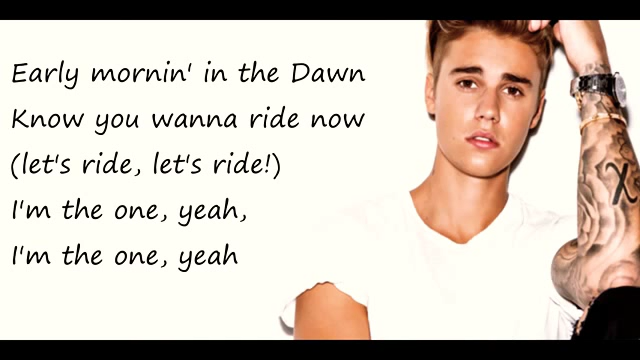 Early mornin' in the Dawn
Know you wanna ride now
(let's ride, let's ride!)
I'm the one, yeah,
I'm the one, yeah